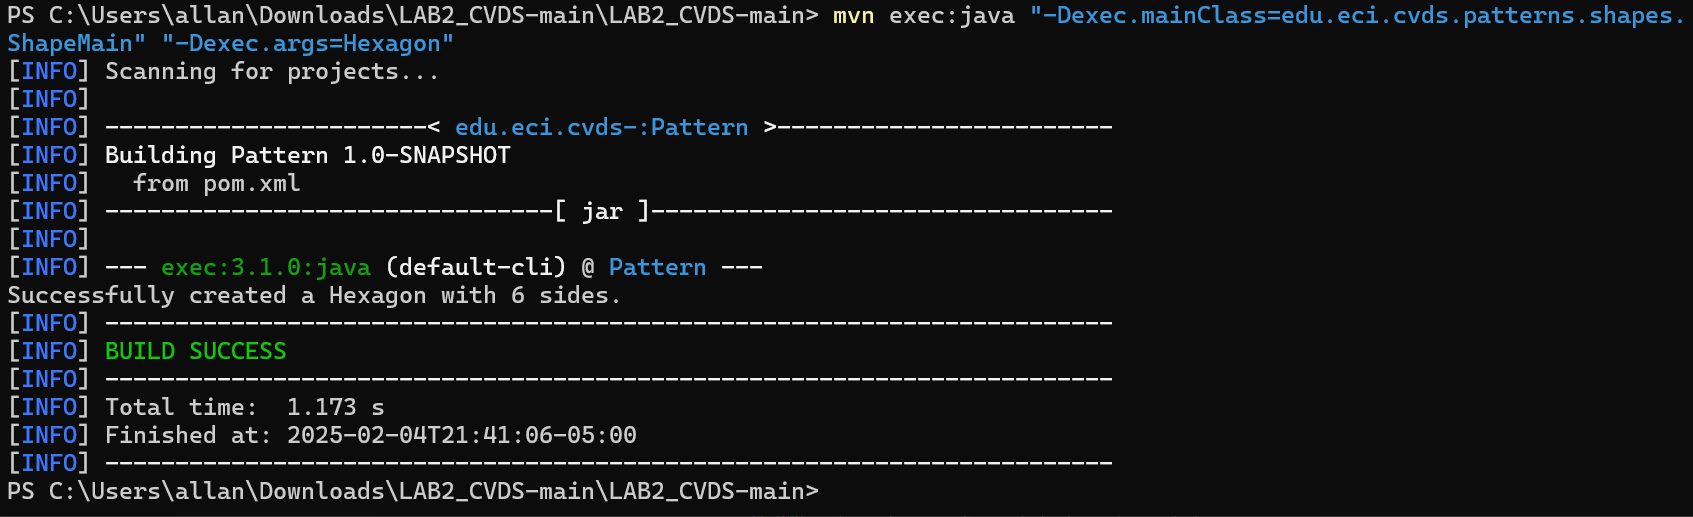 PS C:\Users\allan\Downloads\LAB2_CVDS-main\LAB2_CVDS-main> mvn exec:java "-Dexec.mainClass=edu.eci.cvds.patterns.shapes.
ShapeMain" "-Dexec.args=Hexagon"
[INFO] Scanning for projects...
[INFO]
[INFO] -----------------------< edu.eci.cvds-:Pattern >------------------------
[INFO] Building Pattern 1.0-SNAPSHOT
[INFO]   from pom.xml
[INFO] --------------------------------[ jar ]---------------------------------
[INFO]
[INFO] --- exec:3.1.0:java (default-cli) @ Pattern ---
Successfully created a Hexagon with 6 sides.
[INFO] ------------------------------------------------------------------------
[INFO] BUILD SUCCESS
[INFO] ------------------------------------------------------------------------
[INFO] Total time:  1.173 s
[INFO] Finished at: 2025-02-04T21:41:06-05:00
[INFO] ------------------------------------------------------------------------
PS C:\Users\allan\Downloads\LAB2_CVDS-main\LAB2_CVDS-main>